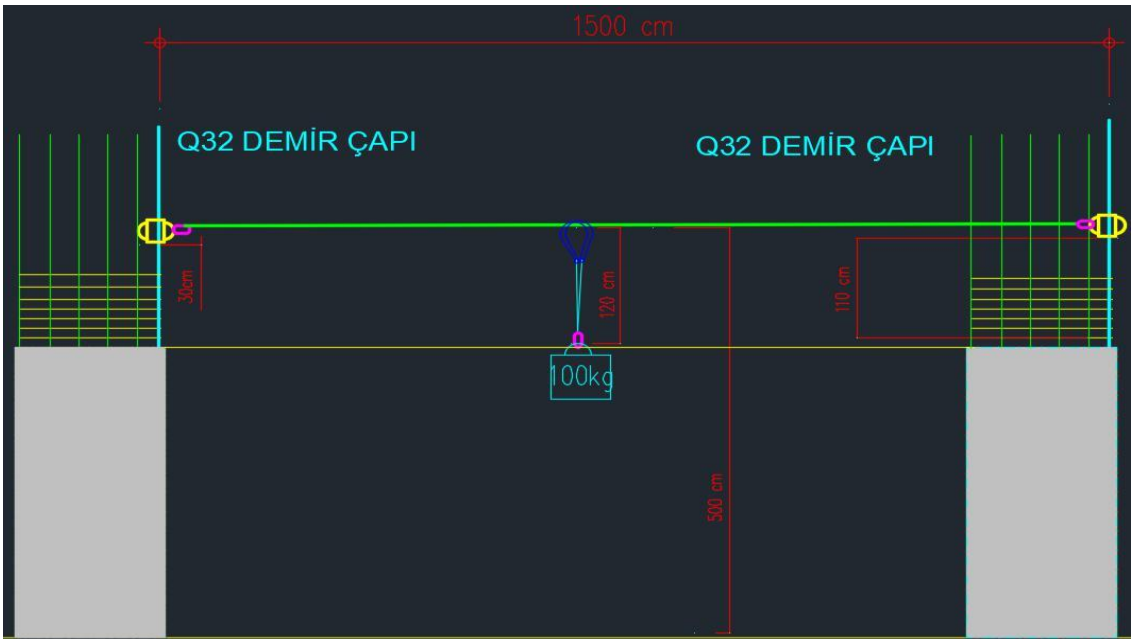 1500 cm
Q32 DEMİR ÇAPI
Q32 DEMİR ÇAPI
30cm
120 cm
110 cm
100kg
500 cm